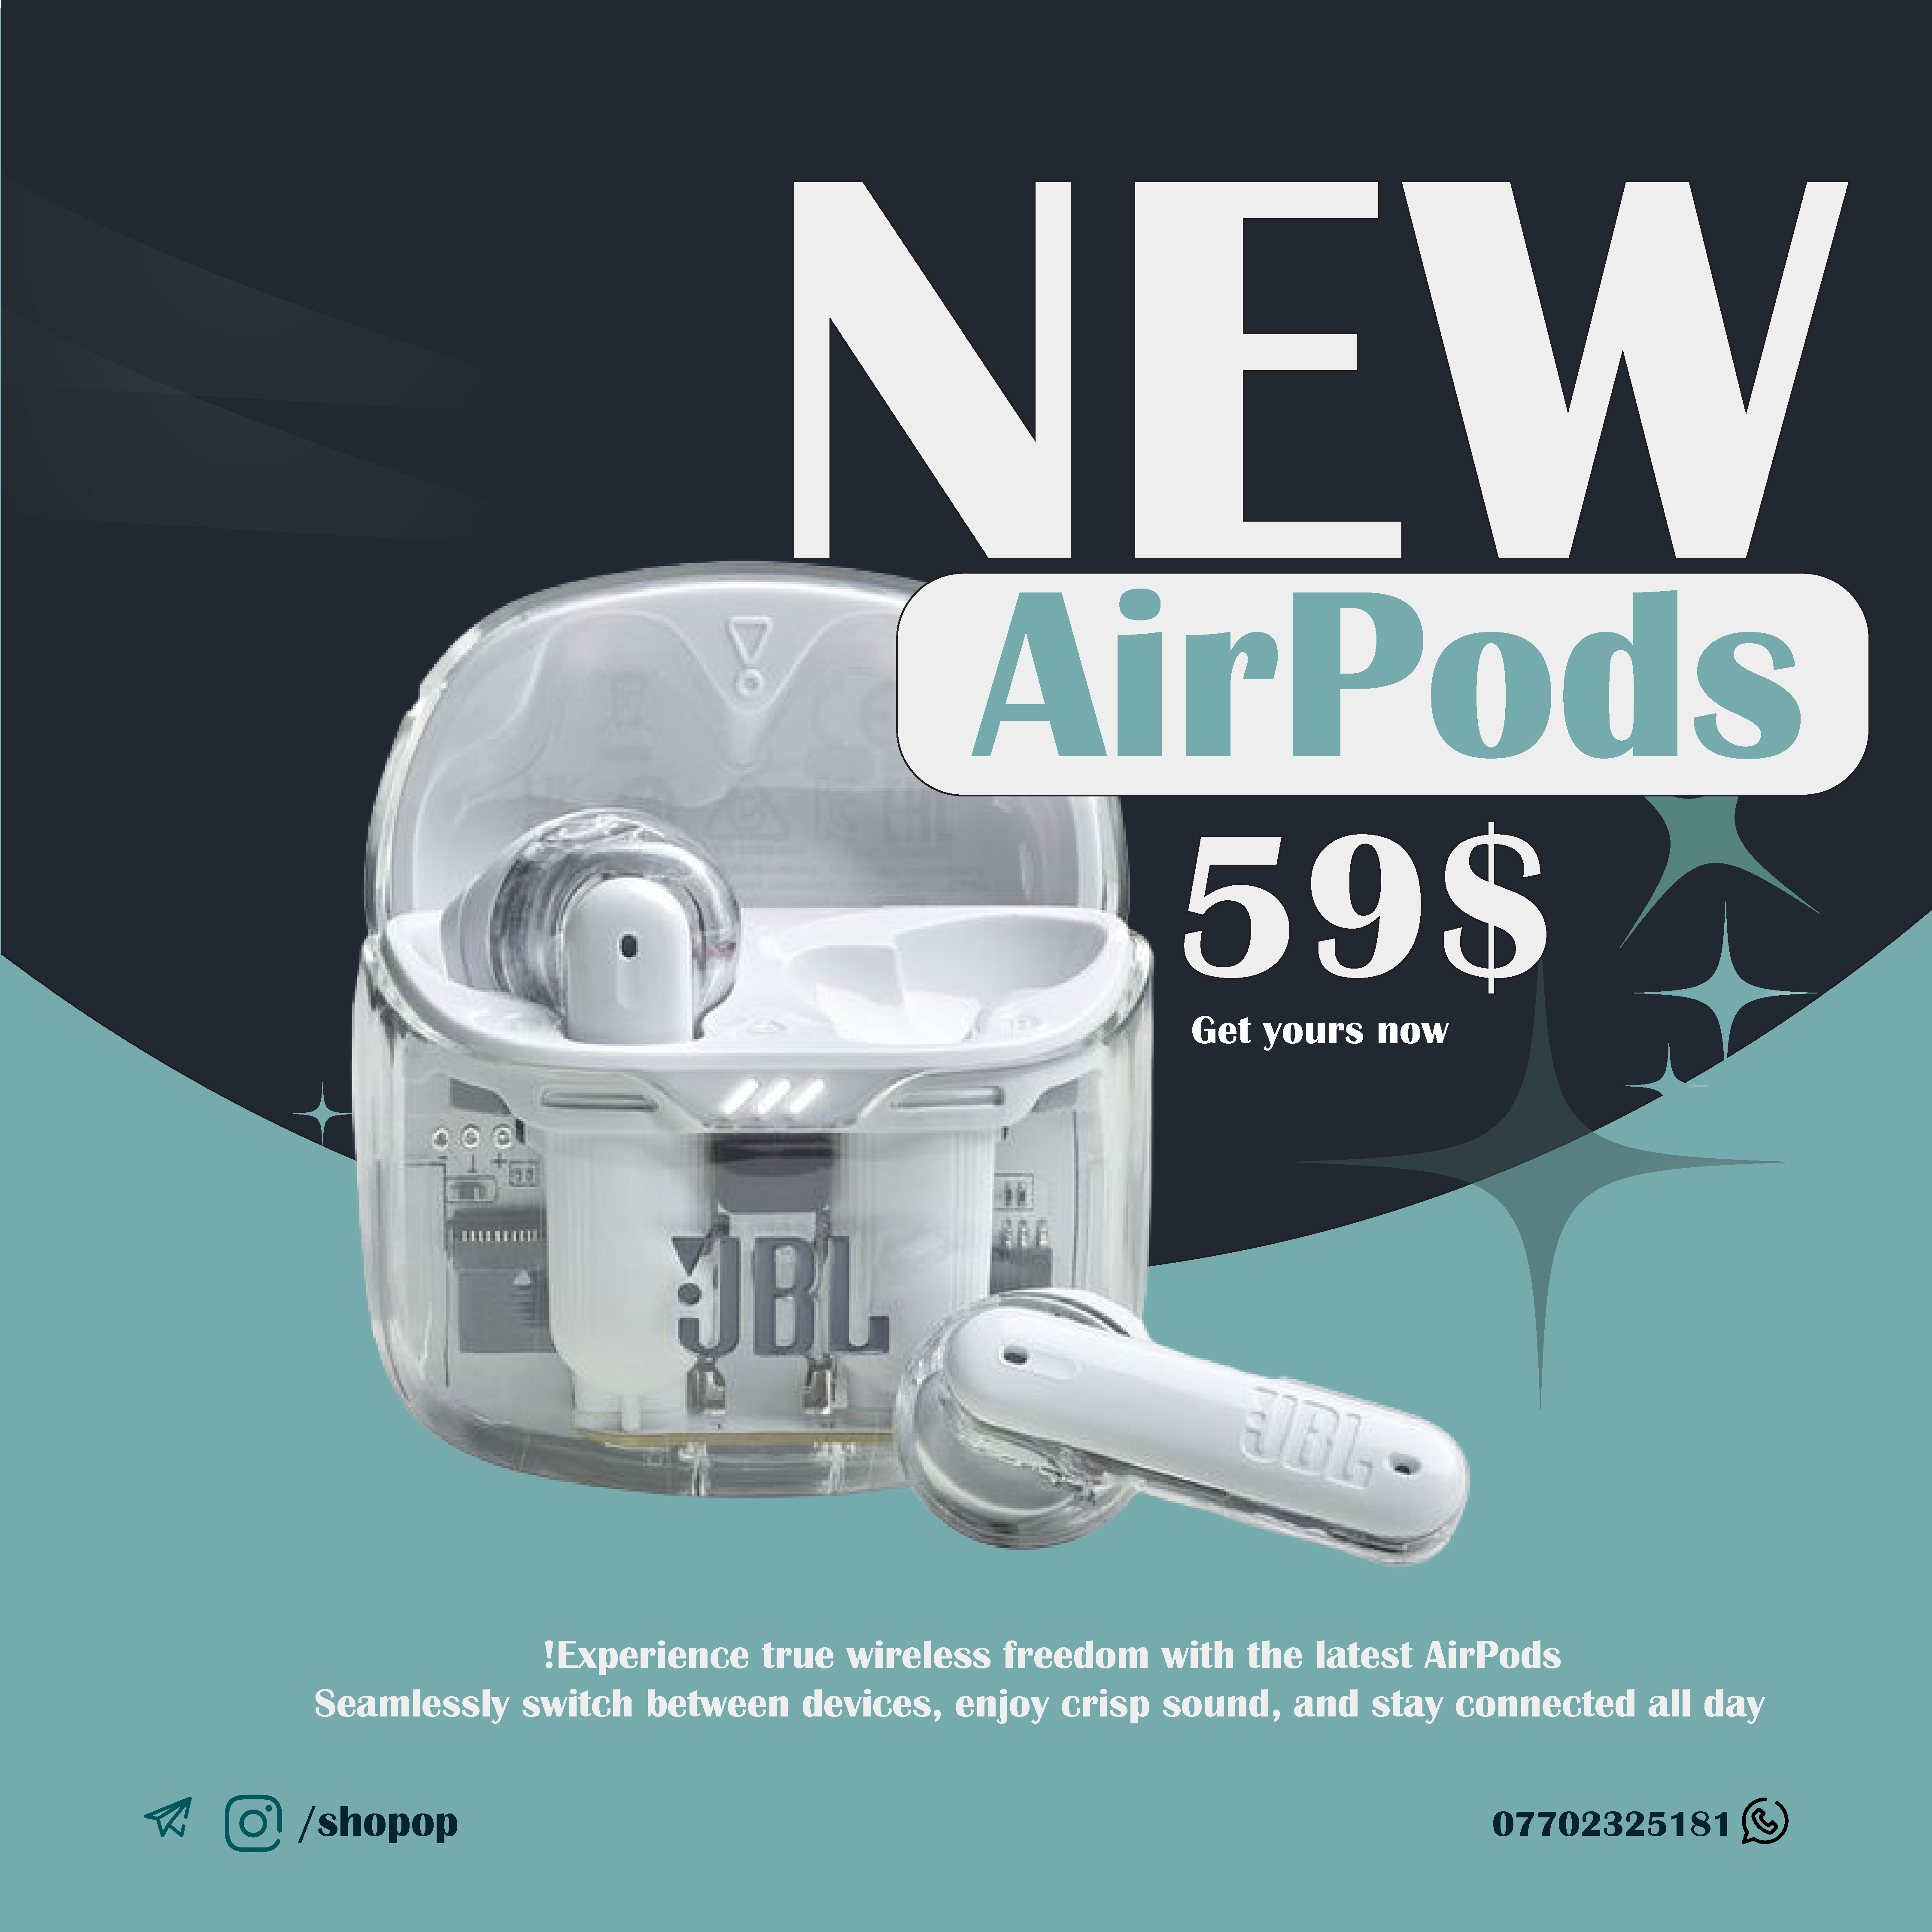 NEW
AirPods
59$
Get yours now
JBL
JBL
!Experience true wireless freedom with the latest AirPods
Seamlessly switch between devices, enjoy crisp sound, and stay connected all day
/shopop
07702325181